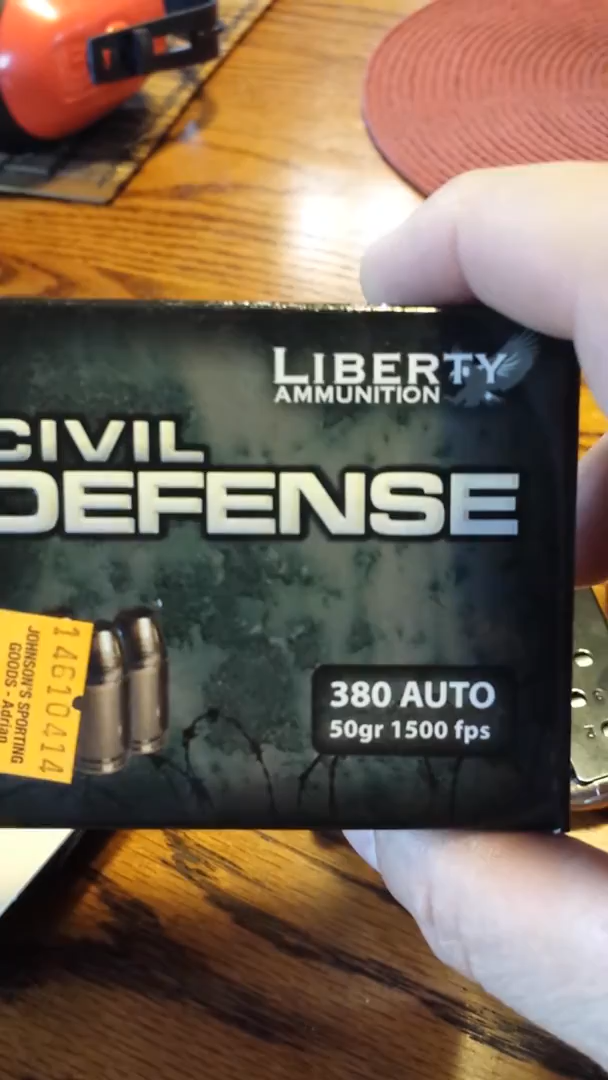 LIBERTY
AMMUNITION
CIVIL
DEFENSE
14610414
JOHNSON'S SPORTING
GOODS - Adrian
380 AUTO
50gr 1500 fps